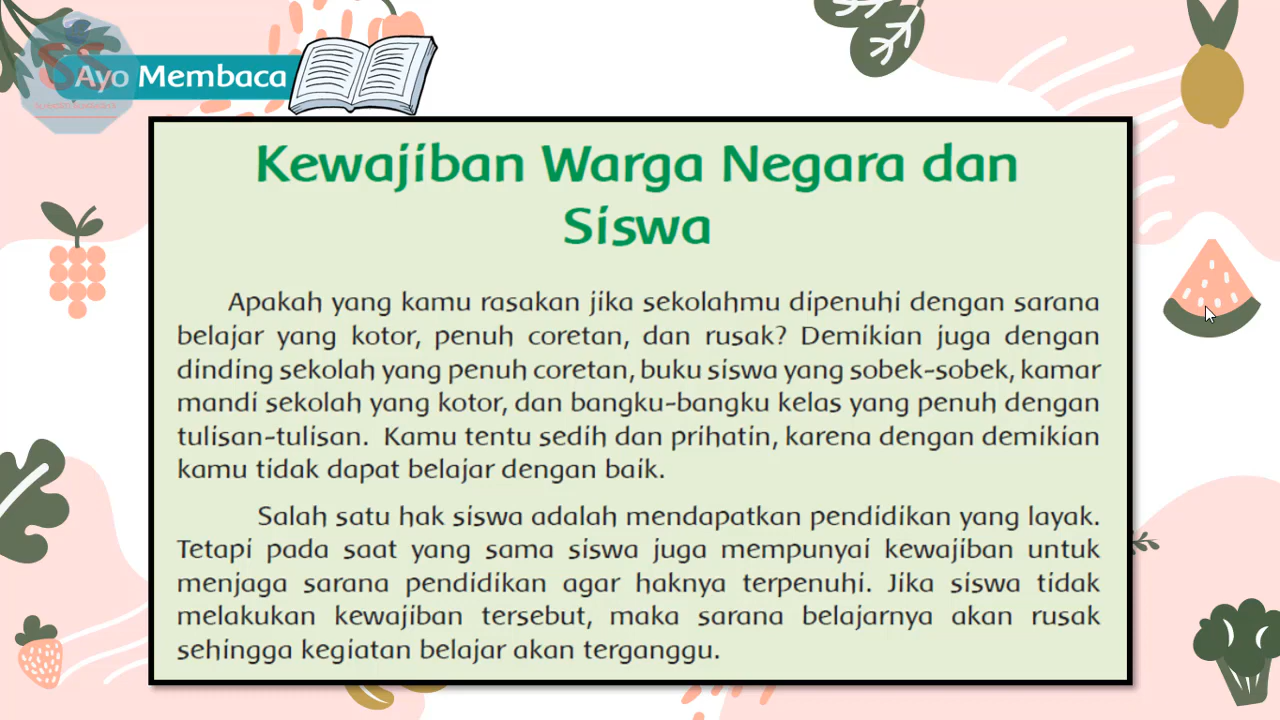 Ayo Membaca
Kewajiban Warga Negara dan
Siswa
Apakah yang kamu rasakan jika sekolahmu dipenuhi dengan sarana
belajar yang kotor, penuh coretan, dan rusak? Demikian juga dengan
dinding sekolah yang penuh coretan, buku siswa yang sobek-sobek, kamar
mandi sekolah yang kotor, dan bangku-bangku kelas yang penuh dengan
tulisan-tulisan. Kamu tentu sedih dan prihatin, karena dengan demikian
kamu tidak dapat belajar dengan baik.
Salah satu hak siswa adalah mendapatkan pendidikan yang layak.
Tetapi pada saat yang sama siswa juga mempunyai kewajiban untuk
menjaga sarana pendidikan agar haknya terpenuhi. Jika siswa tidak
melakukan kewajiban tersebut, maka sarana belajarnya akan rusak
sehingga kegiatan belajar akan terganggu.